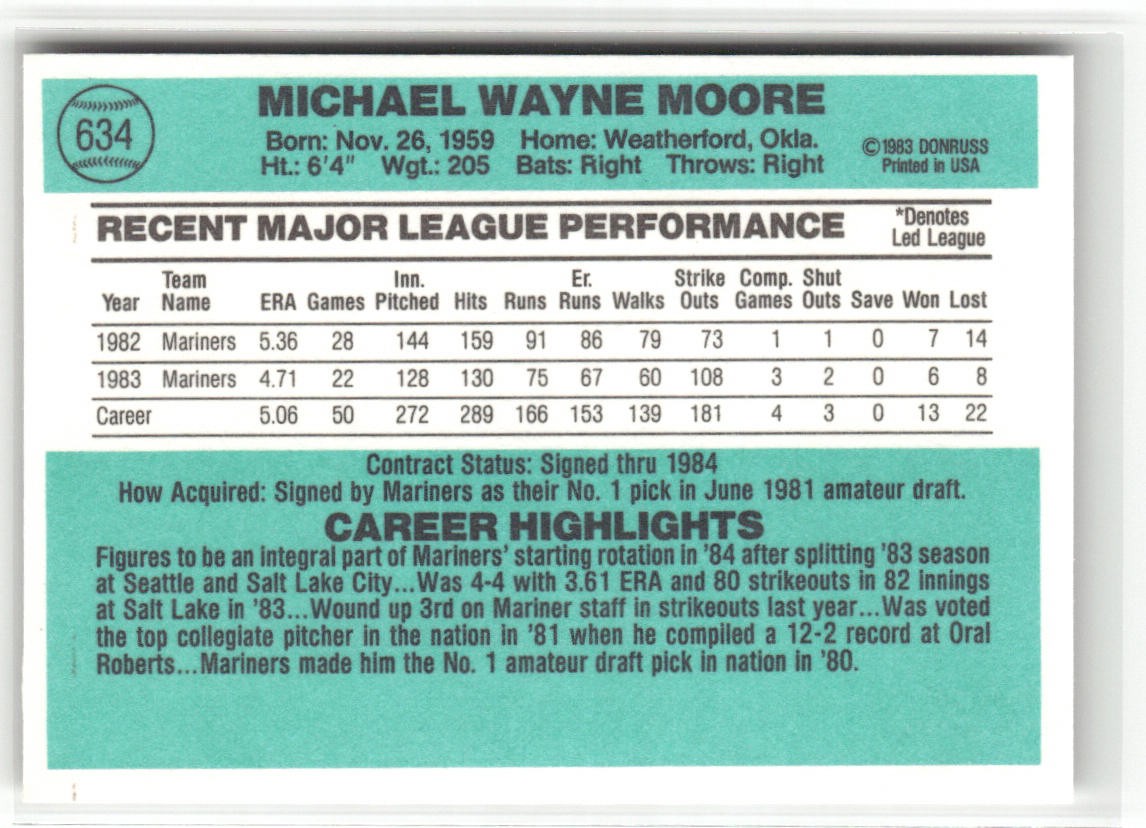 634
MICHAEL WAYNE MOORE
Born: Nov. 26, 1959 Home: Weatherford, Okla.
Ht.: 6'4" Wgt.: 205 Bats: Right Throws: Right
©1983 DONRUSS
Printed in USA
RECENT MAJOR LEAGUE PERFORMANCE
*Denotes
Led League
Team Inn. Er. Strike Comp. Shut
Year Name ERA Games Pitched Hits Runs Runs Walks Outs Games Outs Save Won Lost
1982 Mariners 5.36 28 144 159 91 86 79 73 1 1 0 7 14
1983 Mariners 4.71 22 128 130 75 67 60 108 3 2 0 6 8
Career 5.06 50 272 289 166 153 139 181 4 3 0 13 22
Contract Status: Signed thru 1984
How Acquired: Signed by Mariners as their No. 1 pick in June 1981 amateur draft.
CAREER HIGHLIGHTS
Figures to be an integral part of Mariners' starting rotation in '84 after splitting '83 season
at Seattle and Salt Lake City...Was 4-4 with 3.61 ERA and 80 strikeouts in 82 innings
at Salt Lake in '83...Wound up 3rd on Mariner staff in strikeouts last year...Was voted
the top collegiate pitcher in the nation in '81 when he compiled a 12-2 record at Oral
Roberts...Mariners made him the No. 1 amateur draft pick in nation in '80.